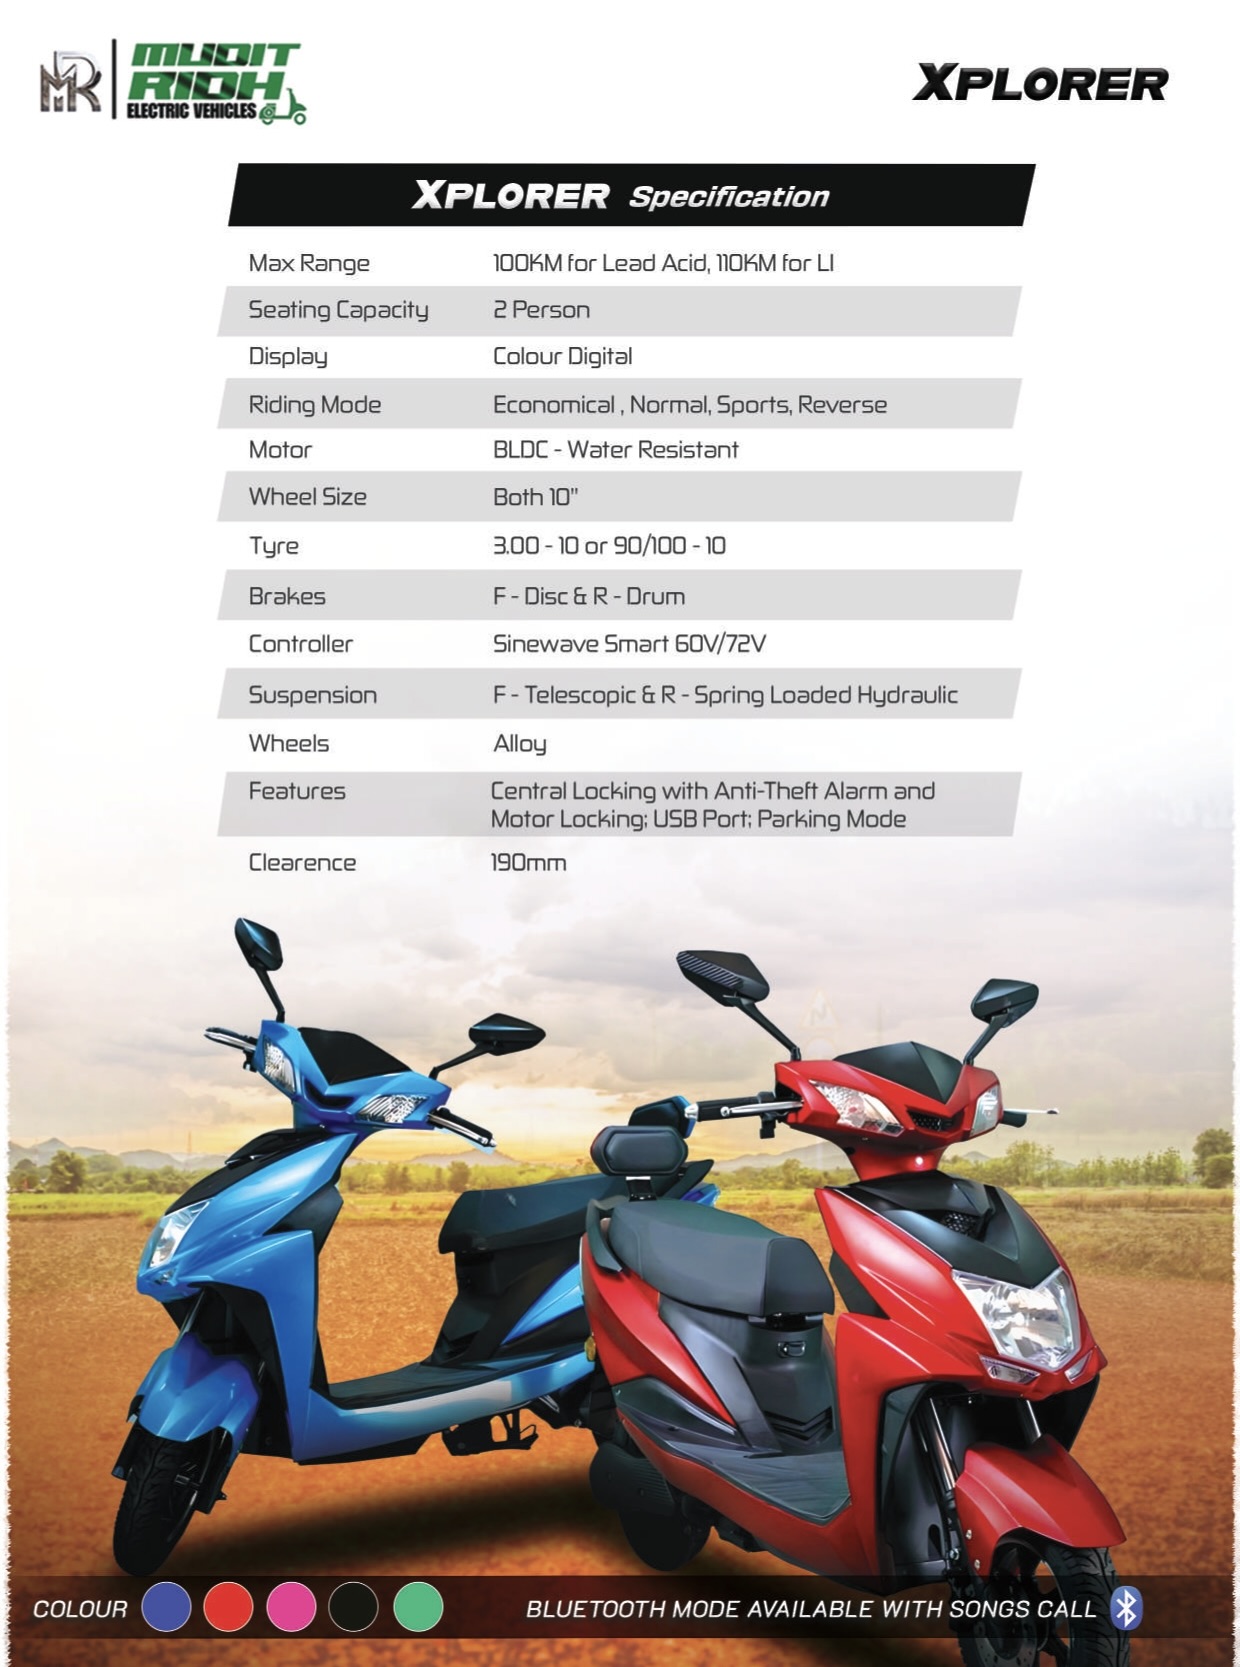 MR
MUDIT
RIDH
ELECTRIC VEHICLES
XPLORER
XPLORER Specification
Max Range 100KM for Lead Acid, 110KM for LI
Seating Capacity 2 Person
Display Colour Digital
Riding Mode Economical , Normal, Sports, Reverse
Motor BLDC - Water Resistant
Wheel Size Both 10"
Tyre 3.00 - 10 or 90/100 - 10
Brakes F - Disc & R - Drum
Controller Sinewave Smart 60V/72V
Suspension F - Telescopic & R - Spring Loaded Hydraulic
Wheels Alloy
Features Central Locking with Anti-Theft Alarm and
Motor Locking; USB Port; Parking Mode
Clearence 190mm
COLOUR BLUETOOTH MODE AVAILABLE WITH SONGS CALL